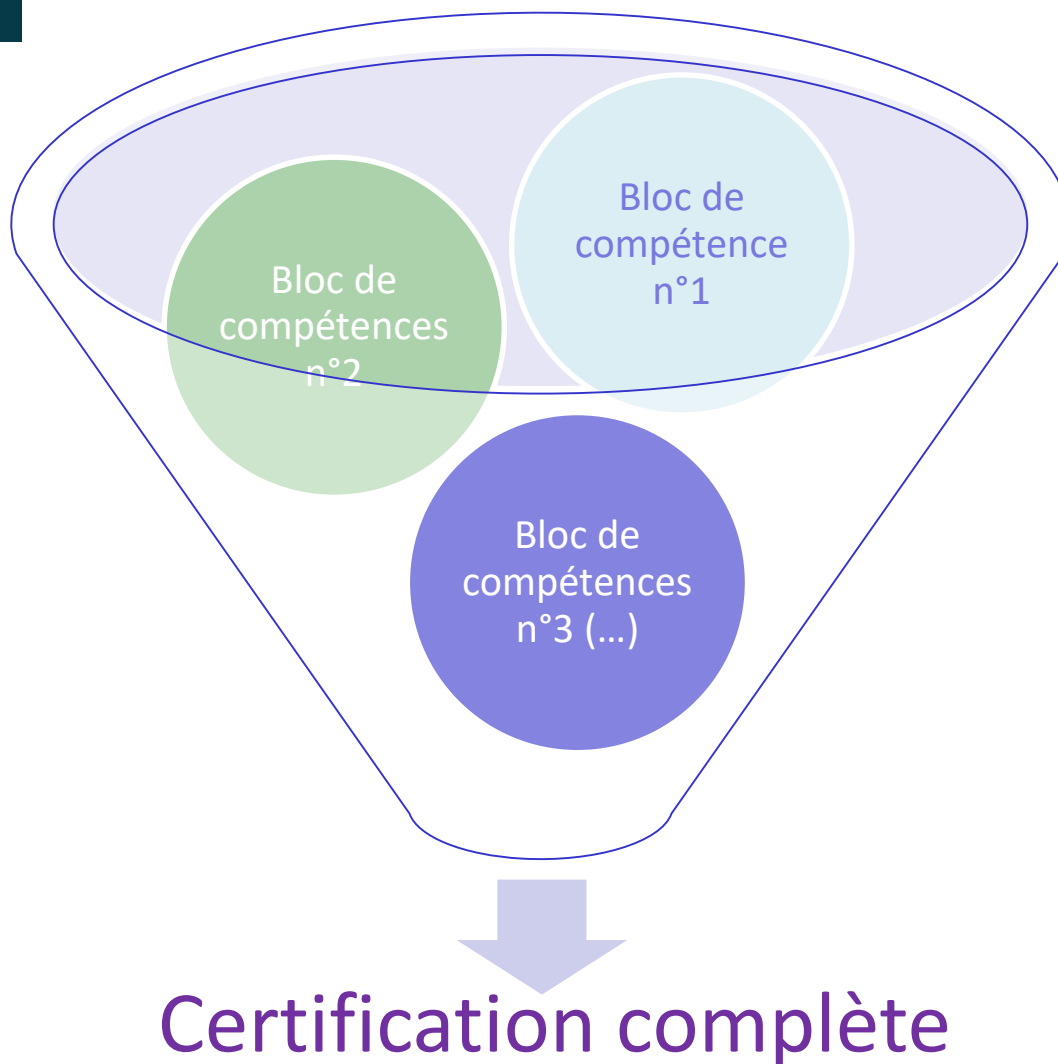 Bloc de
compétence
n°1
Bloc de
compétences
n°2
Bloc de
compétences
n°3 (…)
Certification complète